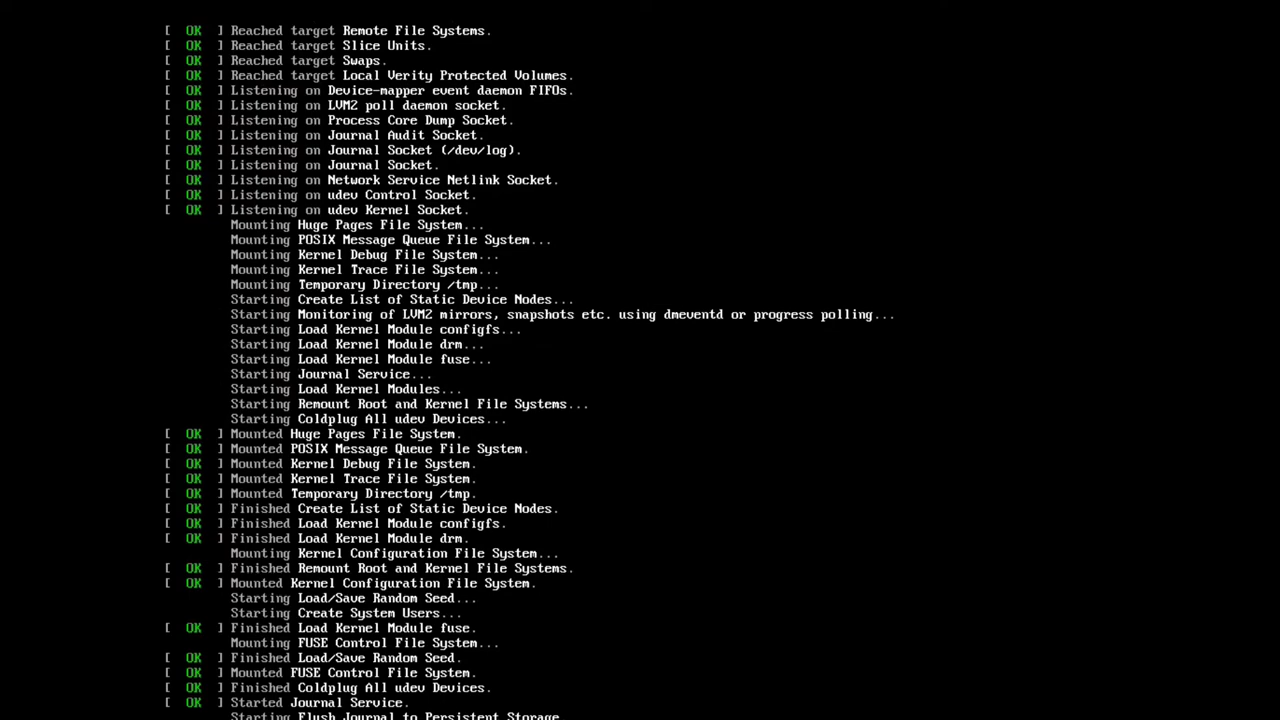 [  OK  ] Reached target Remote File Systems.
[  OK  ] Reached target Slice Units.
[  OK  ] Reached target Swaps.
[  OK  ] Reached target Local Verity Protected Volumes.
[  OK  ] Listening on Device-mapper event daemon FIFOs.
[  OK  ] Listening on LVM2 poll daemon socket.
[  OK  ] Listening on Process Core Dump Socket.
[  OK  ] Listening on Journal Audit Socket.
[  OK  ] Listening on Journal Socket (/dev/log).
[  OK  ] Listening on Journal Socket.
[  OK  ] Listening on Network Service Netlink Socket.
[  OK  ] Listening on udev Control Socket.
[  OK  ] Listening on udev Kernel Socket.
Mounting Huge Pages File System...
Mounting POSIX Message Queue File System...
Mounting Kernel Debug File System...
Mounting Kernel Trace File System...
Mounting Temporary Directory /tmp...
Starting Create List of Static Device Nodes...
Starting Monitoring of LVM2 mirrors, snapshots etc. using dmeventd or progress polling...
Starting Load Kernel Module configfs...
Starting Load Kernel Module drm...
Starting Load Kernel Module fuse...
Starting Journal Service...
Starting Load Kernel Modules...
Starting Remount Root and Kernel File Systems...
Starting Coldplug All udev Devices...
[  OK  ] Mounted Huge Pages File System.
[  OK  ] Mounted POSIX Message Queue File System.
[  OK  ] Mounted Kernel Debug File System.
[  OK  ] Mounted Kernel Trace File System.
[  OK  ] Mounted Temporary Directory /tmp.
[  OK  ] Finished Create List of Static Device Nodes.
[  OK  ] Finished Load Kernel Module configfs.
[  OK  ] Finished Load Kernel Module drm.
Mounting Kernel Configuration File System...
[  OK  ] Finished Remount Root and Kernel File Systems.
[  OK  ] Mounted Kernel Configuration File System.
Starting Load/Save Random Seed...
Starting Create System Users...
[  OK  ] Finished Load Kernel Module fuse.
Mounting FUSE Control File System...
[  OK  ] Finished Load/Save Random Seed.
[  OK  ] Mounted FUSE Control File System.
[  OK  ] Finished Coldplug All udev Devices.
[  OK  ] Started Journal Service.
Starting Flush Journal to Persistent Storage